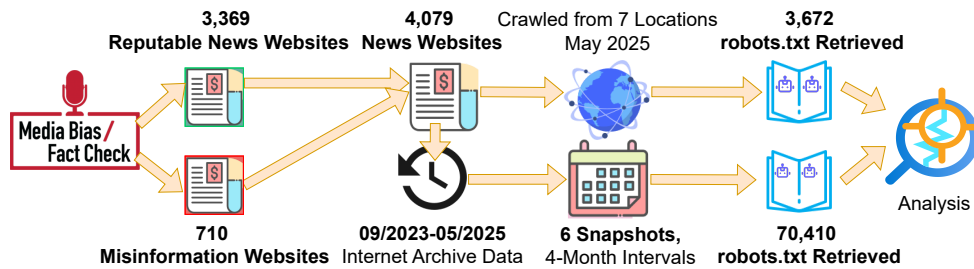 3,369
Reputable News Websites
4,079
News Websites
Crawled from 7 Locations
May 2025
3,672
robots.txt Retrieved
Media Bias/
Fact Check
$
$
$
Analysis
710
Misinformation Websites
09/2023-05/2025
Internet Archive Data
6 Snapshots,
4-Month Intervals
70,410
robots.txt Retrieved